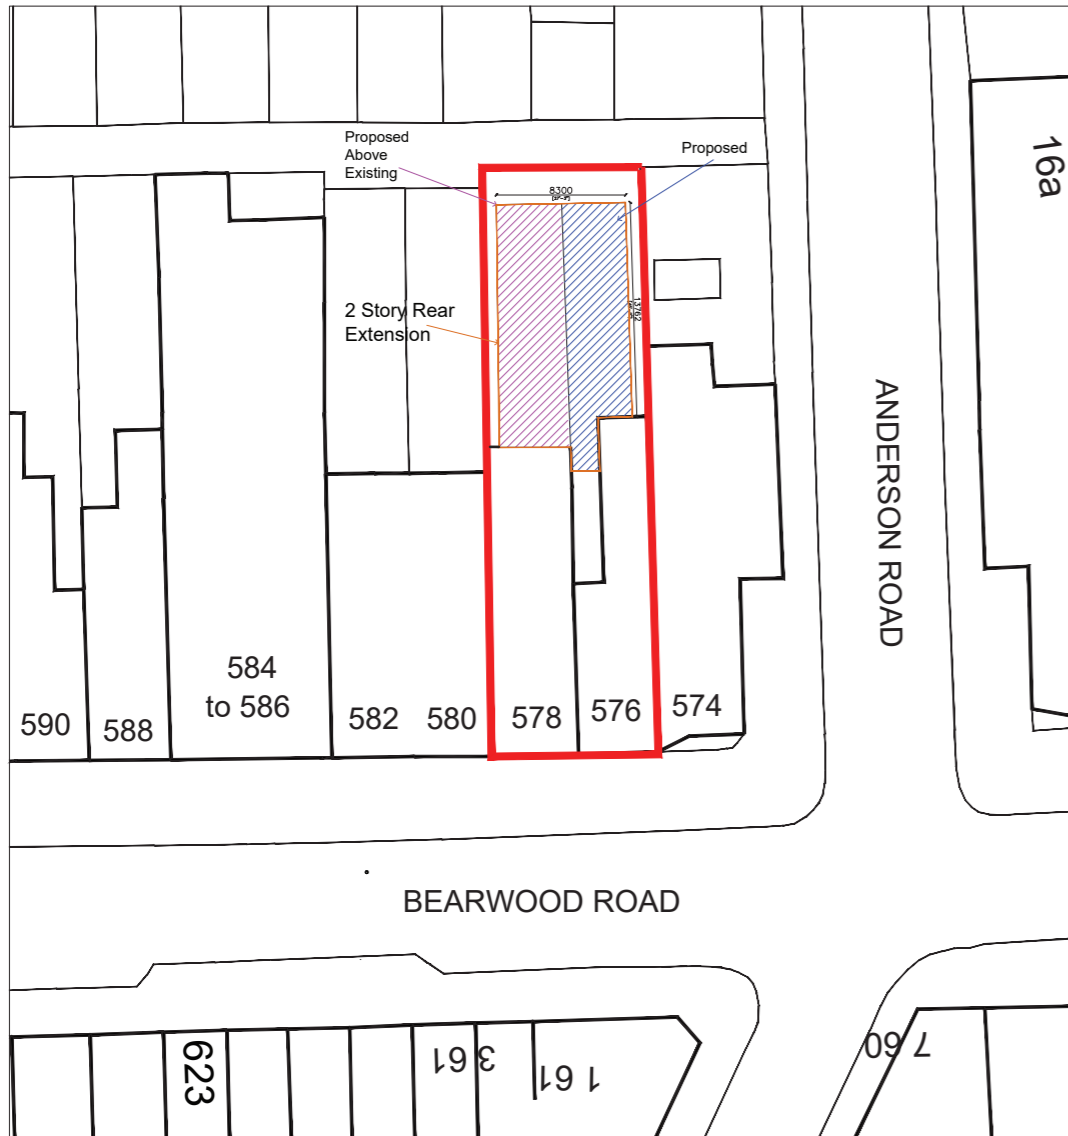 Proposed
Above
Existing
Proposed
16a
8300
13762
2 Story Rear
Extension
ANDERSON ROAD
584
to 586
590
588
582
580
578
576
574
BEARWOOD ROAD
623
3 61
1 61
7 60